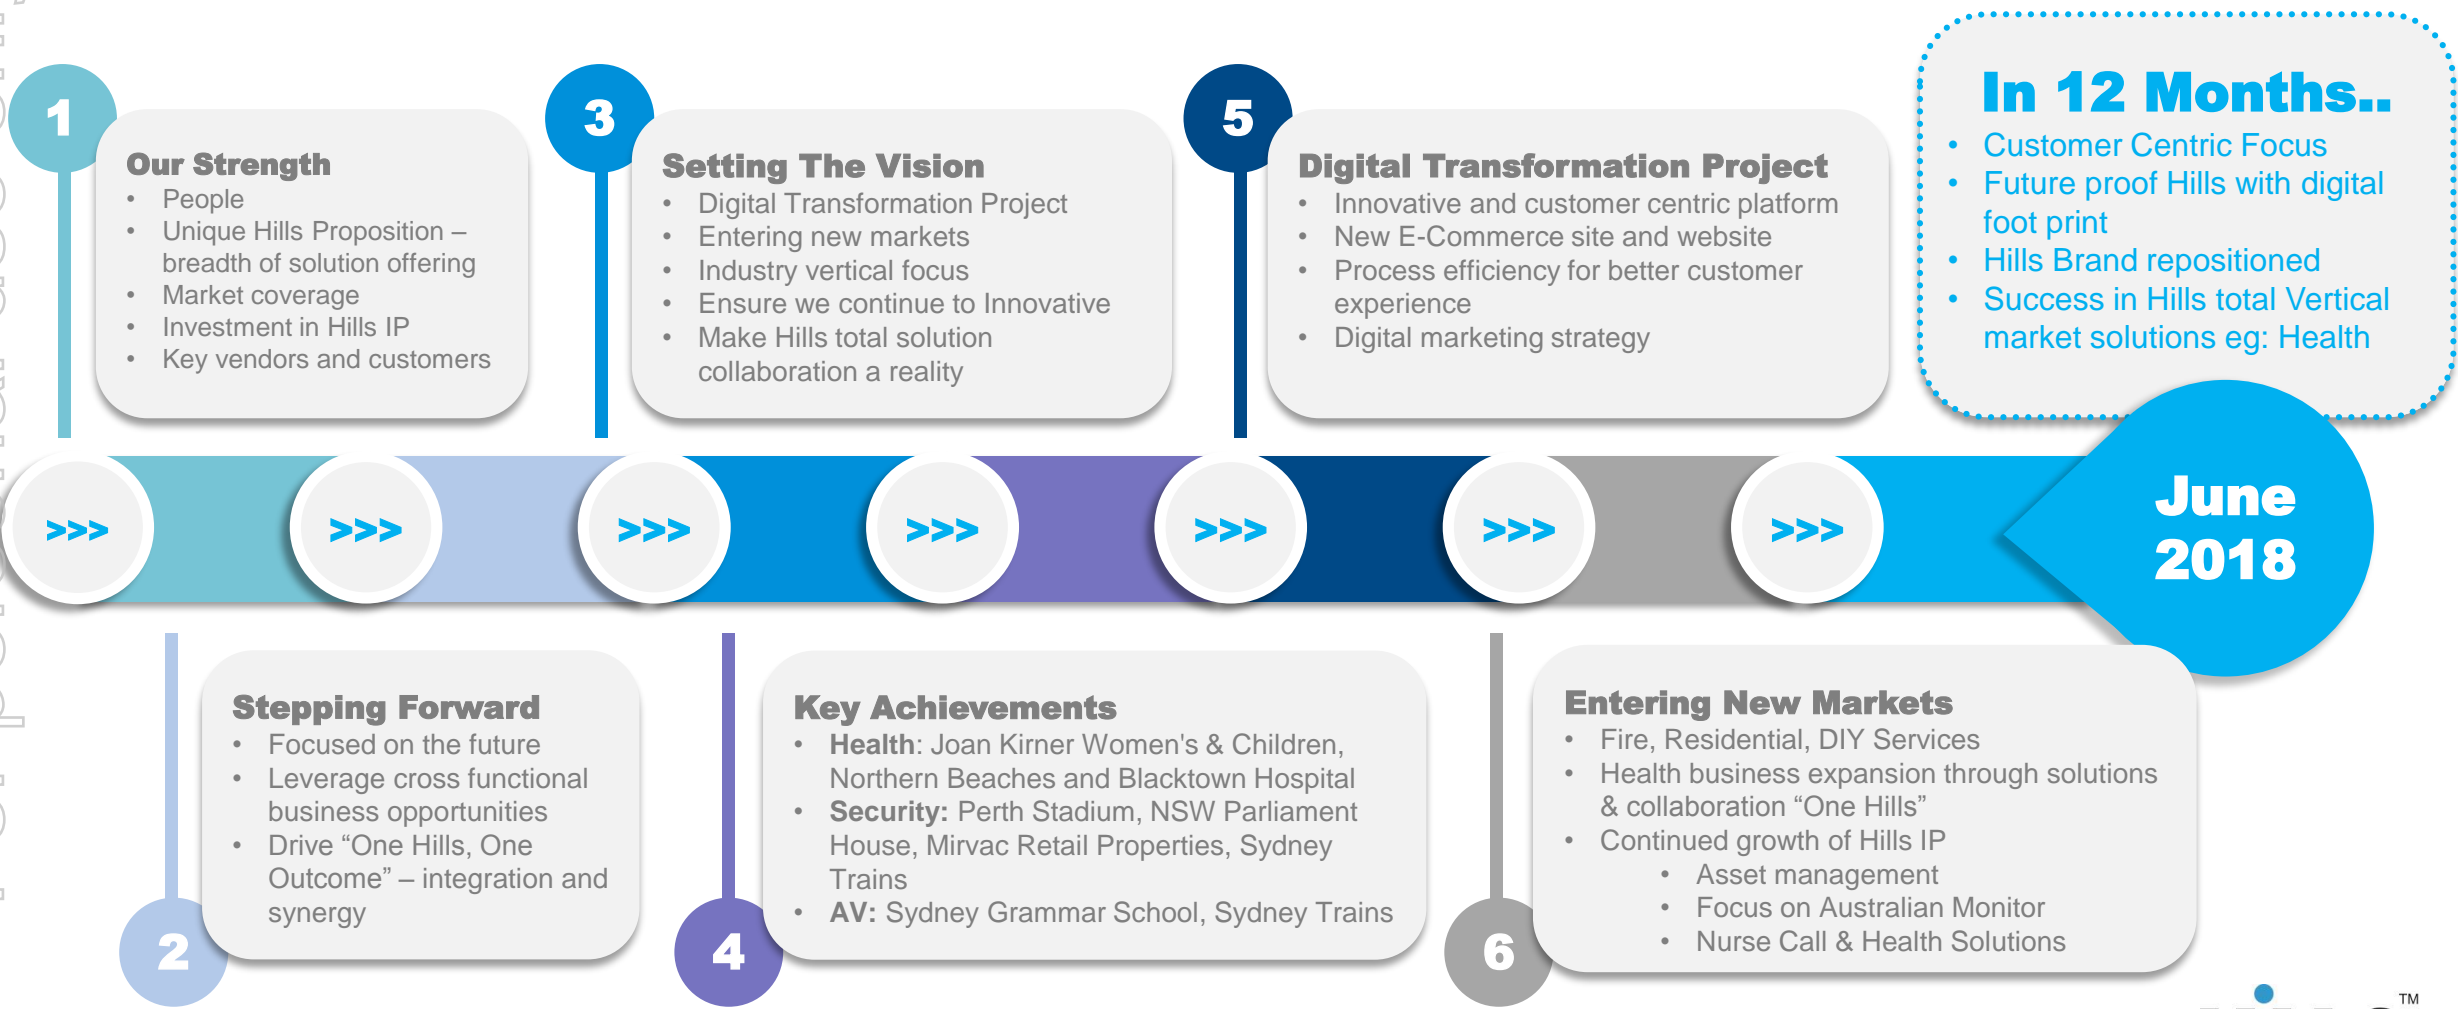 1
Our Strength
• People
• Unique Hills Proposition –
breadth of solution offering
• Market coverage
• Investment in Hills IP
• Key vendors and customers
3
Setting The Vision
• Digital Transformation Project
• Entering new markets
• Industry vertical focus
• Ensure we continue to Innovative
• Make Hills total solution
collaboration a reality
5
Digital Transformation Project
• Innovative and customer centric platform
• New E-Commerce site and website
• Process efficiency for better customer
experience
• Digital marketing strategy
In 12 Months..
• Customer Centric Focus
• Future proof Hills with digital
foot print
• Hills Brand repositioned
• Success in Hills total Vertical
market solutions eg: Health
>>> >>> >>> >>> >>> >>> >>>
June
2018
2
Stepping Forward
• Focused on the future
• Leverage cross functional
business opportunities
• Drive “One Hills, One
Outcome” – integration and
synergy
4
Key Achievements
• Health: Joan Kirner Women's & Children,
Northern Beaches and Blacktown Hospital
• Security: Perth Stadium, NSW Parliament
House, Mirvac Retail Properties, Sydney
Trains
• AV: Sydney Grammar School, Sydney Trains
6
Entering New Markets
• Fire, Residential, DIY Services
• Health business expansion through solutions
& collaboration “One Hills”
• Continued growth of Hills IP
• Asset management
• Focus on Australian Monitor
• Nurse Call & Health Solutions
TM